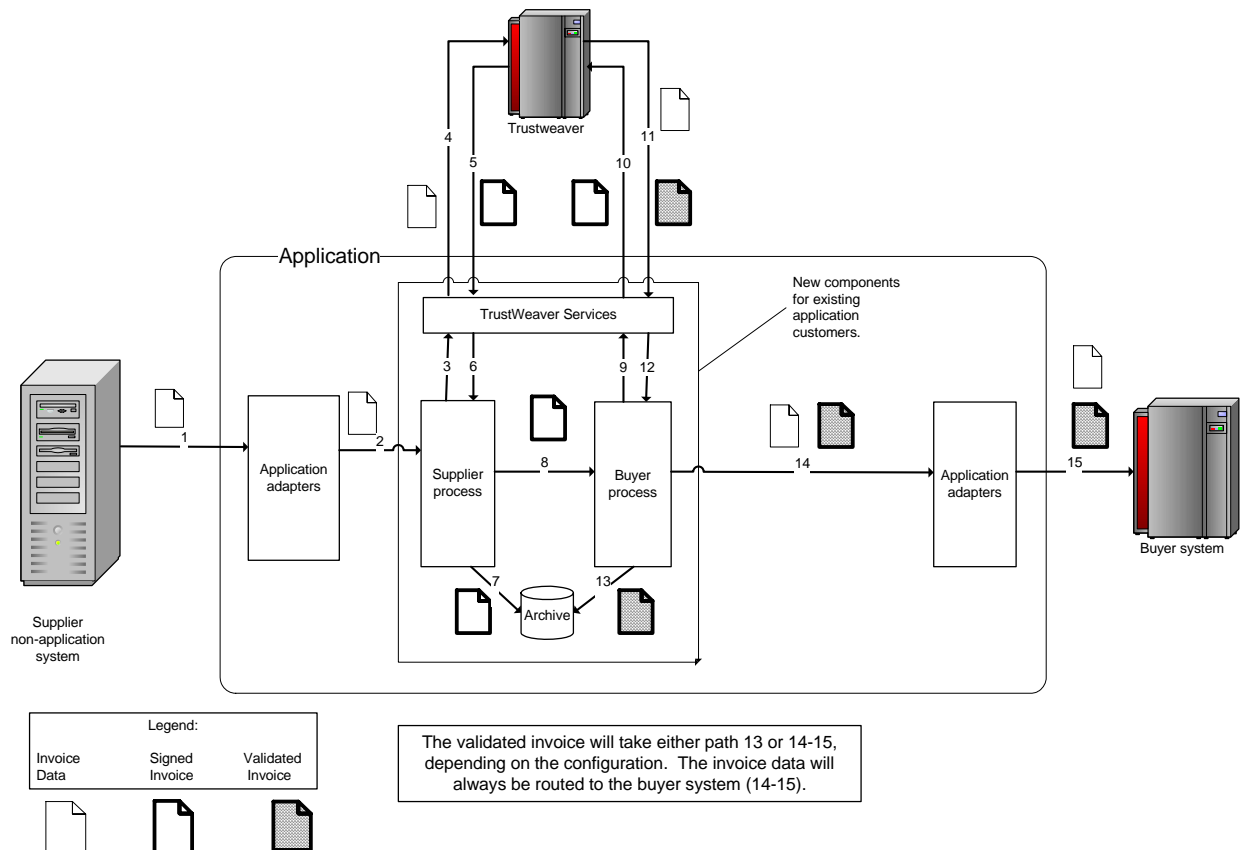 Trustweaver
4
5
10
11
Application
New components
for existing
application
customers.
TrustWeaver Services
3
6
9
12
1
2
Application
adapters
Supplier
process
8
Buyer
process
14
Application
adapters
15
Buyer system
7
13
Archive
Supplier
non-application
system
Legend:
Invoice
Data
Signed
Invoice
Validated
Invoice
The validated invoice will take either path 13 or 14-15,
depending on the configuration.  The invoice data will
always be routed to the buyer system (14-15).